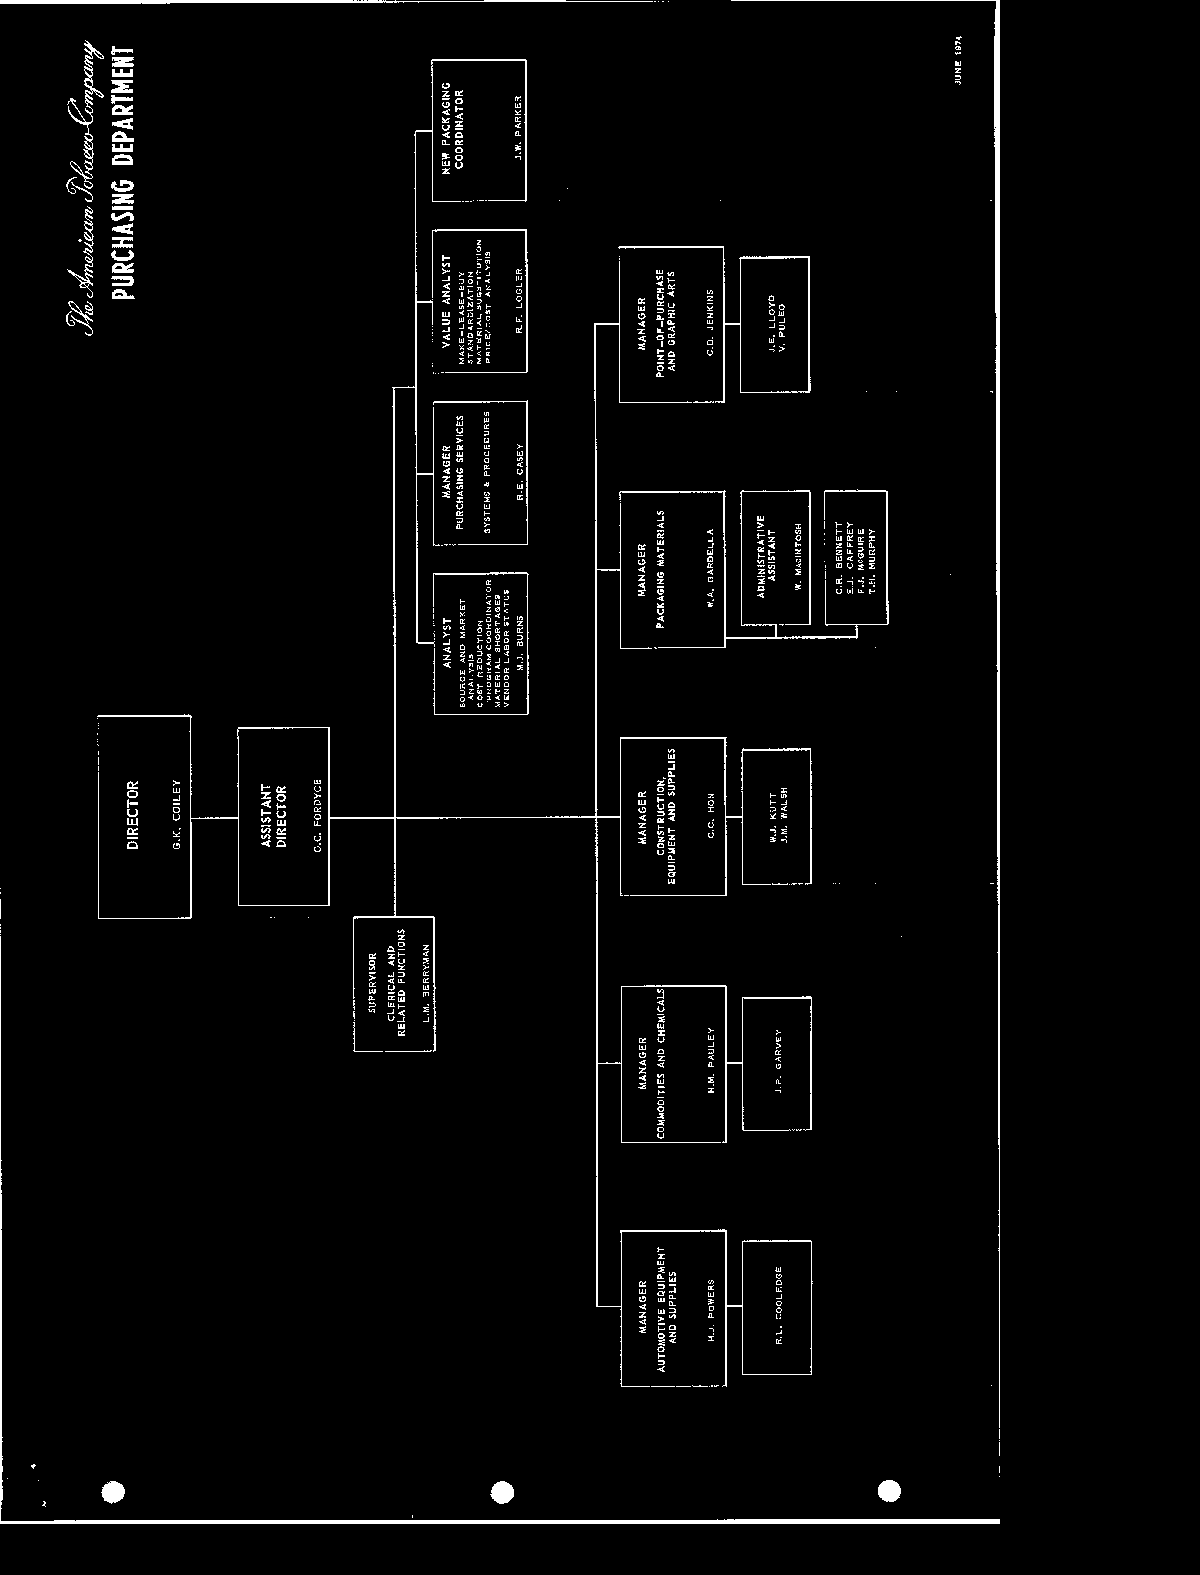 The American Tobacco Company
PURCHASING DEPARTMENT
DIRECTOR
G.K. COILEY
ASSISTANT
DIRECTOR
C.C. FORDYCE
SUPERVISOR
CLERICAL AND
RELATED FUNCTIONS
L.M. BERRYMAN
ANALYST
SOURCE AND MARKET
ANALYSIS
COST REDUCTION
PROGRAM COORDINATOR
MATERIAL SHORTAGES
VENDOR LABOR STATUS
M.J. BURNS
MANAGER
PURCHASING SERVICES
SYSTEMS & PROCEDURES
R.E. CASEY
VALUE ANALYST
MAKE-LEASE-BUY
STANDARDIZATION
MATERIAL SUBSTITUTION
PRICE/COST ANALYSIS
R.F. LOGLER
NEW PACKAGING
COORDINATOR
J.W. PARKER
MANAGER
AUTOMOTIVE EQUIPMENT
AND SUPPLIES
H.J. POWERS
R.L. COOLEDGE
MANAGER
COMMODITIES AND CHEMICALS
H.M. PAULEY
J.P. GARVEY
MANAGER
CONSTRUCTION,
EQUIPMENT AND SUPPLIES
C.C. HON
W.J. KUTT
J.M. WALSH
MANAGER
PACKAGING MATERIALS
W.A. GARDELLA
ADMINISTRATIVE
ASSISTANT
W. MACINTOSH
C.R. BENNETT
E.J. CAFFREY
F.J. McGUIRE
T.H. MURPHY
MANAGER
POINT-OF-PURCHASE
AND GRAPHIC ARTS
C.D. JENKINS
J.E. LLOYD
V. PULEO
JUNE 1974